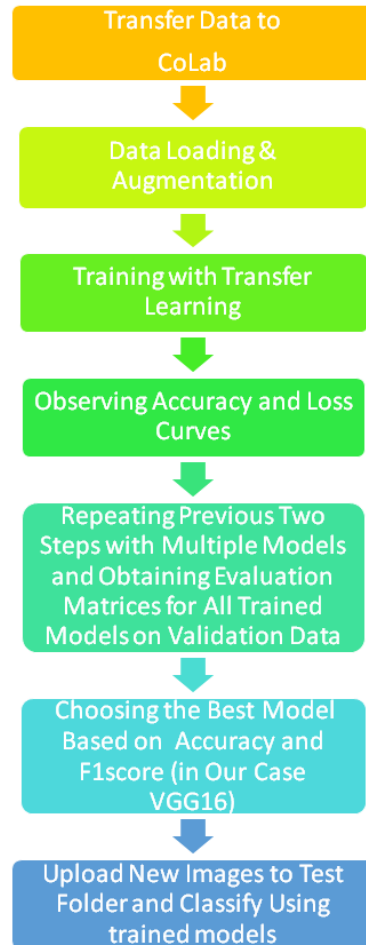 Transfer Data to
CoLab
Data Loading &
Augmentation
Training with Transfer
Learning
Observing Accuracy and Loss
Curves
Repeating Previous Two
Steps with Multiple Models
and Obtaining Evaluation
Matrices for All Trained
Models on Validation Data
Choosing the Best Model
Based on Accuracy and
F1score (in Our Case
VGG16)
Upload New Images to Test
Folder and Classify Using
trained models